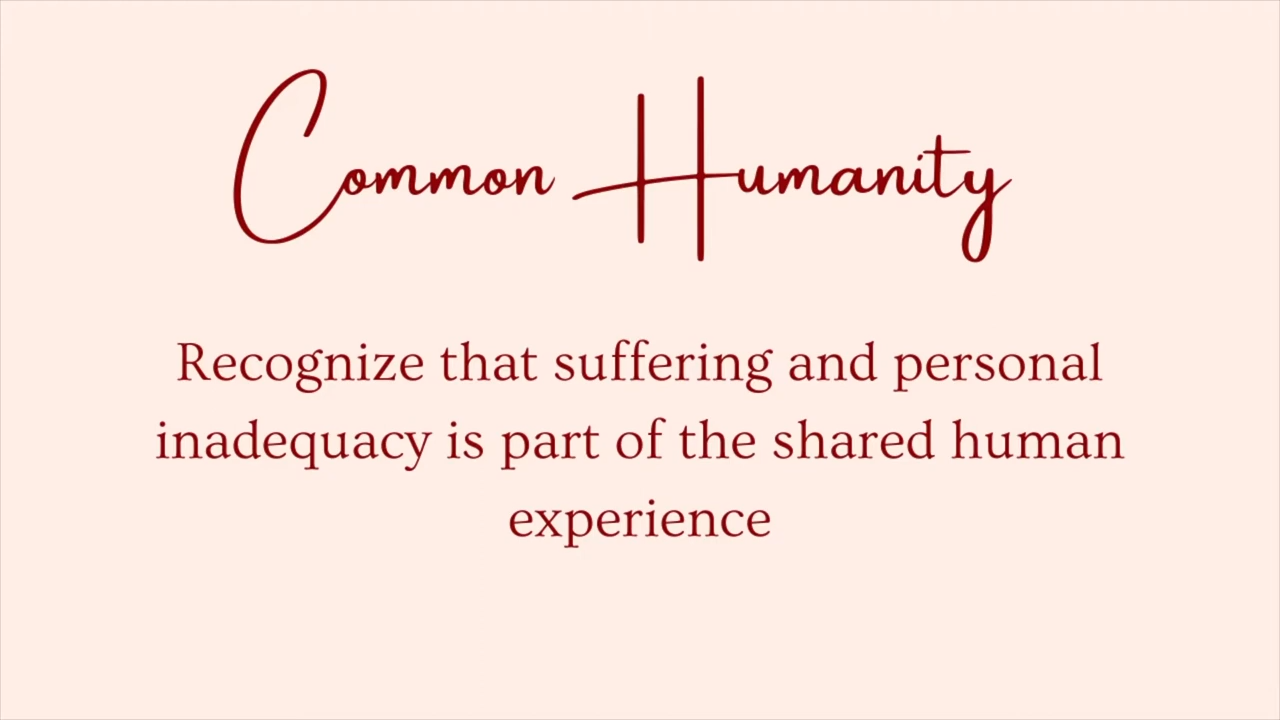 Common Humanity
Recognize that suffering and personal
inadequacy is part of the shared human
experience